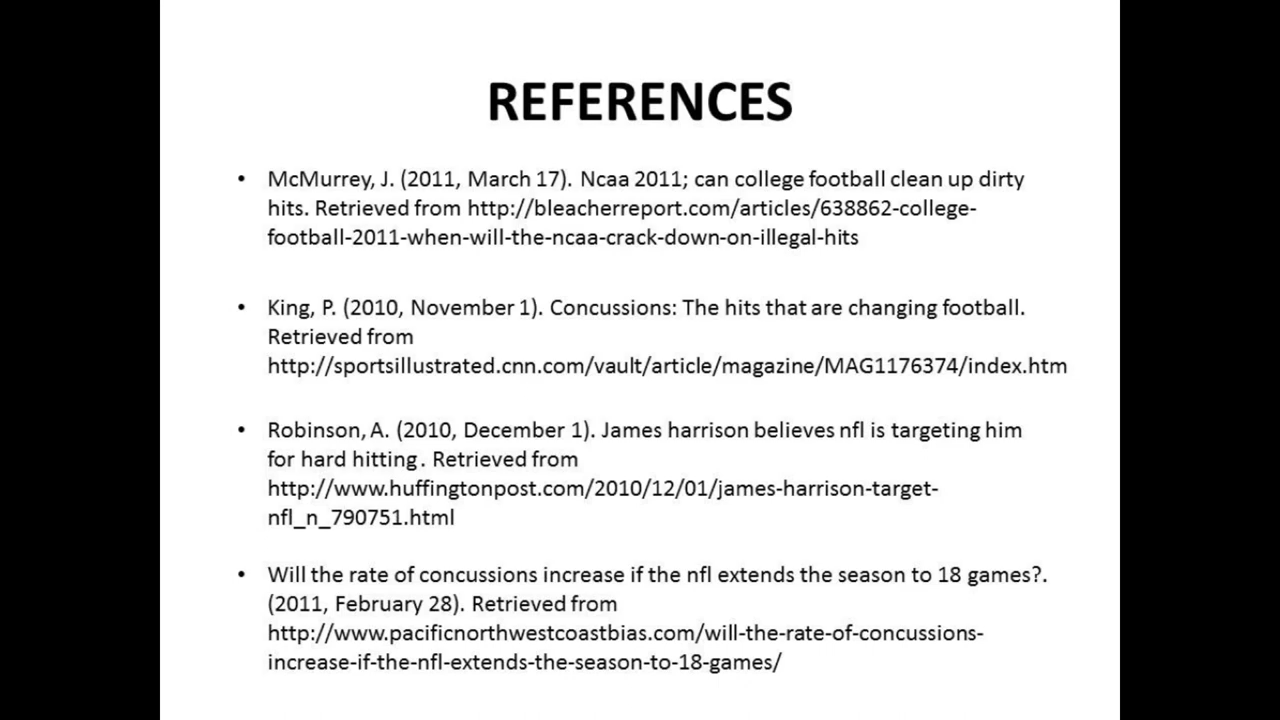 REFERENCES
• McMurrey, J. (2011, March 17). Ncaa 2011; can college football clean up dirty
hits. Retrieved from http://bleacherreport.com/articles/638862-college-
football-2011-when-will-the-ncaa-crack-down-on-illegal-hits
• King, P. (2010, November 1). Concussions: The hits that are changing football.
Retrieved from
http://sportsillustrated.cnn.com/vault/article/magazine/MAG1176374/index.htm
• Robinson, A. (2010, December 1). James harrison believes nfl is targeting him
for hard hitting. Retrieved from
http://www.huffingtonpost.com/2010/12/01/james-harrison-target-
nfl_n_790751.html
• Will the rate of concussions increase if the nfl extends the season to 18 games?.
(2011, February 28). Retrieved from
http://www.pacificnorthwestcoastbias.com/will-the-rate-of-concussions-
increase-if-the-nfl-extends-the-season-to-18-games/